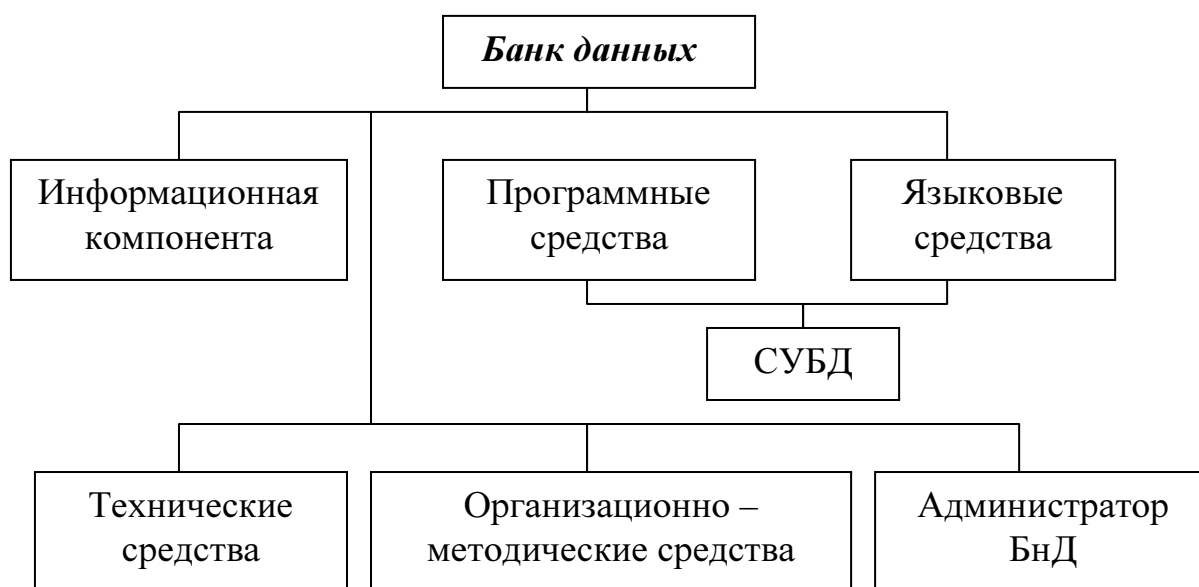 Банк данных
Информационная
компонента
Программные
средства
Языковые
средства
СУБД
Технические
средства
Организационно –
методические средства
Администратор
БнД